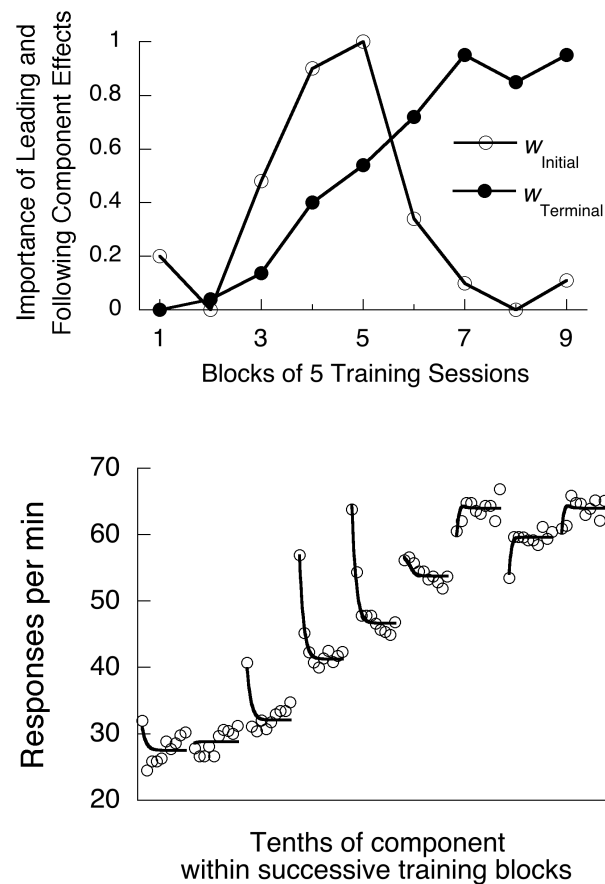 Importance of Leading and
Following Component Effects
1
0.8
0.6
0.4
0.2
0
w Initial
w Terminal
1 3 5 7 9
Blocks of 5 Training Sessions
Responses per min
70
60
50
40
30
20
Tenths of component
within successive training blocks